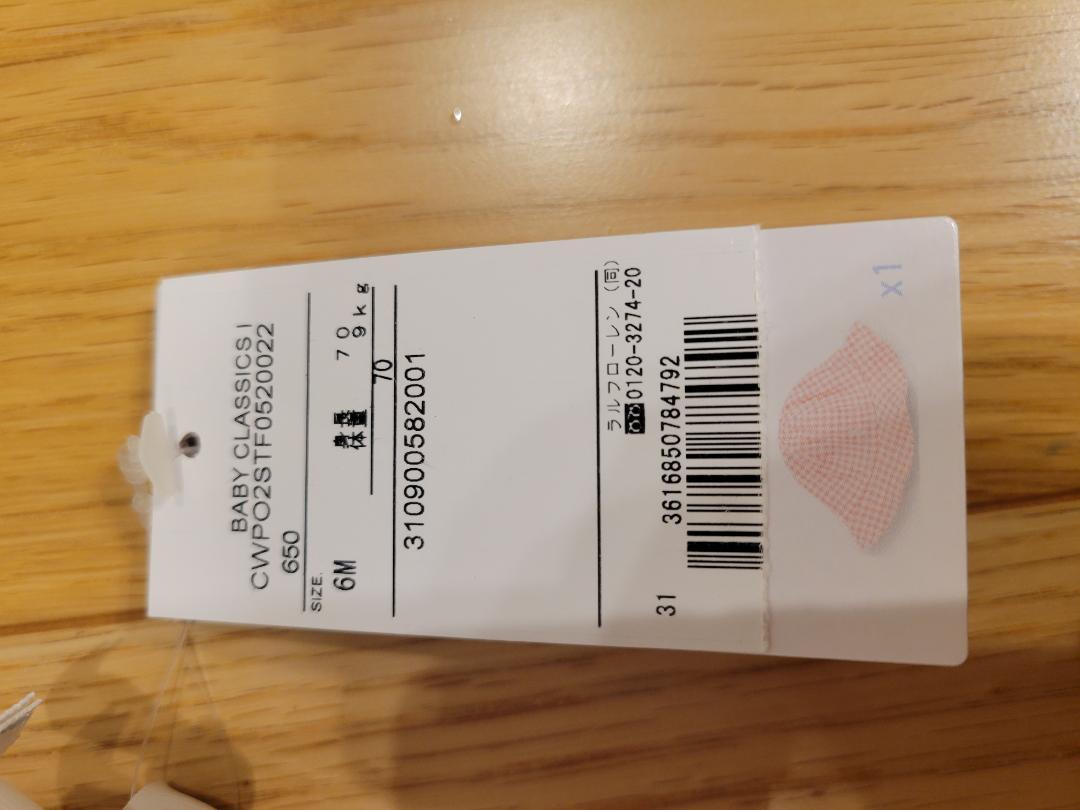 BABY CLASSICS I
CWPO2STF0520022
650
SIZE.
6M
身長 70
体重 9kg
70
310900582001
ラルフローレン(同)
0120-3274-20
3616850784792
31
x1